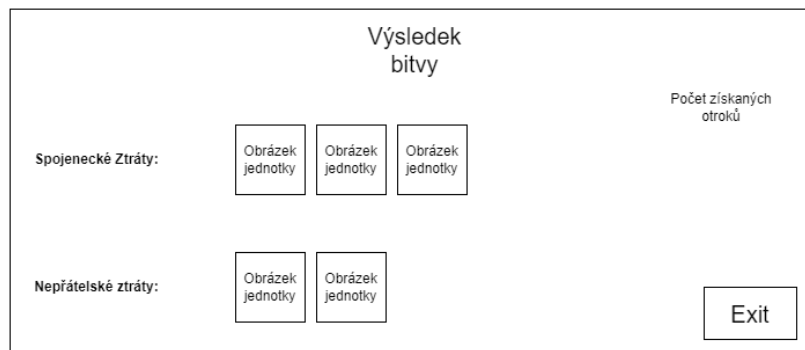 Výsledek
bitvy
Počet získaných
otroků
Spojenecké Ztráty:
Obrázek
jednotky
Obrázek
jednotky
Obrázek
jednotky
Nepřátelské ztráty:
Obrázek
jednotky
Obrázek
jednotky
Exit